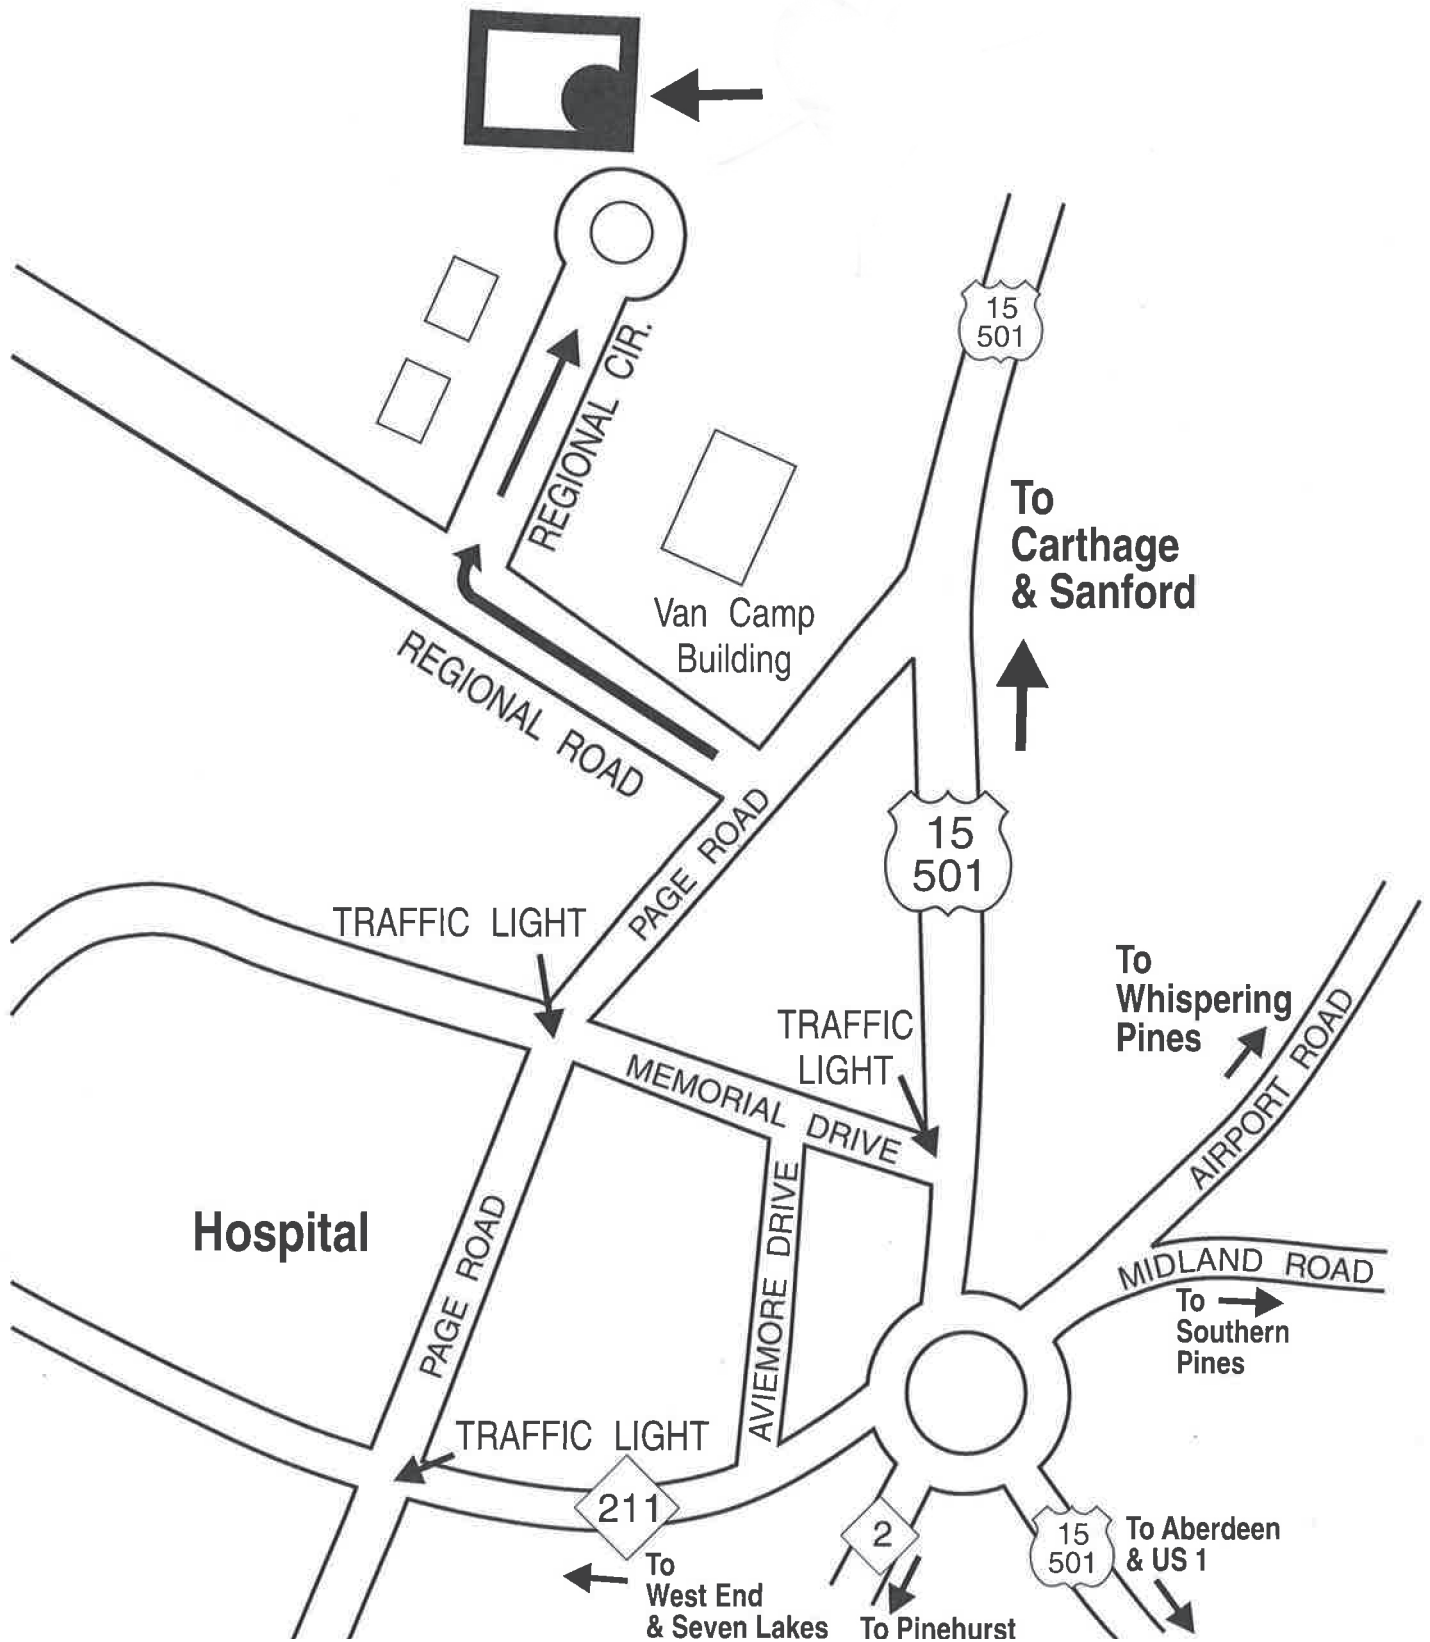 15
501
REGIONAL CIR.
To
Carthage
& Sanford
Van Camp
Building
REGIONAL ROAD
PAGE ROAD
15
501
TRAFFIC LIGHT
To
Whispering
Pines
AIRPORT ROAD
TRAFFIC
LIGHT
MEMORIAL DRIVE
Hospital
PAGE ROAD
AVIEMORE DRIVE
MIDLAND ROAD
To
Southern
Pines
TRAFFIC LIGHT
211
2
15
501
To Aberdeen
& US 1
To
West End
& Seven Lakes
To Pinehurst